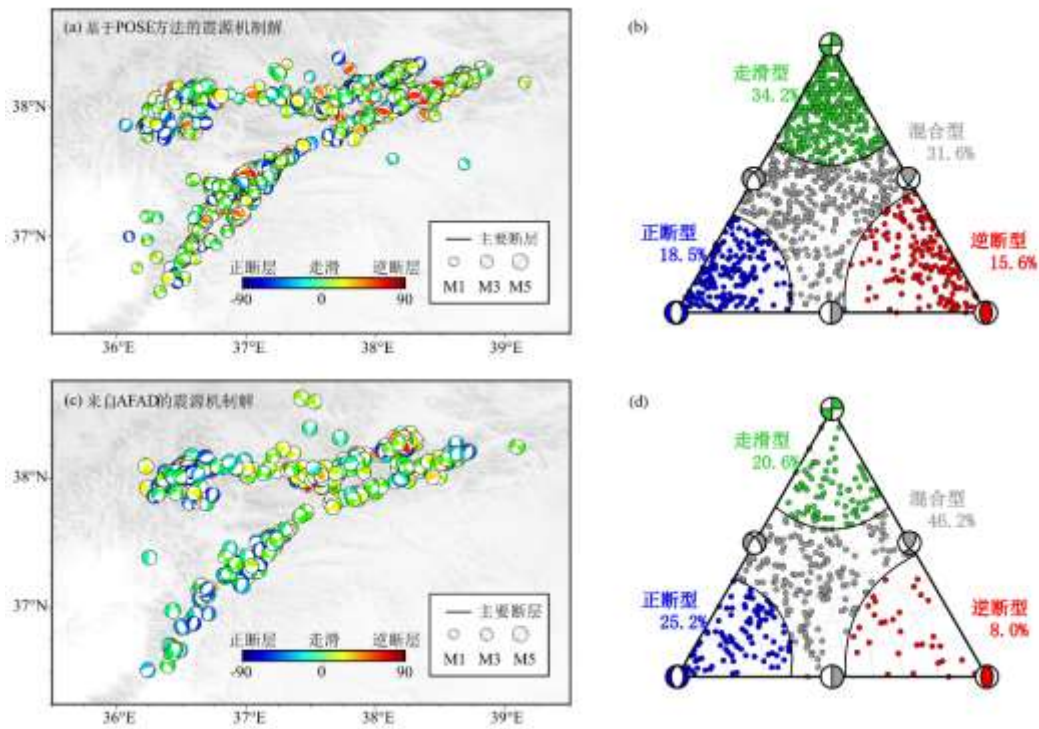 (a) 基于POSE方法的震源机制解
38°N
37°N
正断层 走滑 逆断层
-90 0 90
主要断层
M1 M3 M5
36°E 37°E 38°E 39°E
(b)
走滑型
34.2%
混合型
31.6%
正断型
18.5%
逆断型
15.6%
(c) 来自AFAD的震源机制解
38°N
37°N
正断层 走滑 逆断层
-90 0 90
主要断层
M1 M3 M5
36°E 37°E 38°E 39°E
(d)
走滑型
20.6%
混合型
46.2%
正断型
25.2%
逆断型
8.0%